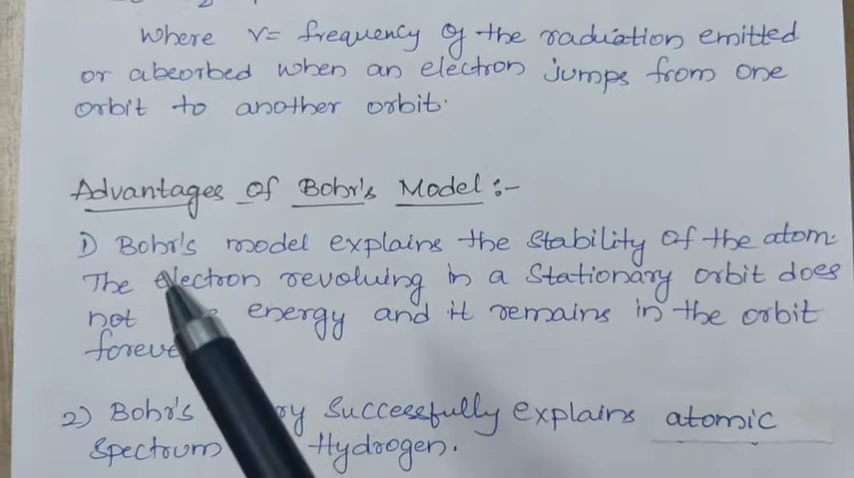 Where ν= frequency of the radiation emitted
or abeorbed when an electron jumps from one
orbit to another orbit.
Advantages of Bohr's Model :-
1) Bohr's model explains the stability of the atom.
The electron revolving in a stationary orbit does
not energy and it remains in the orbit
2) Bohr's successfully explains atomic
spectrum Hydrogen.